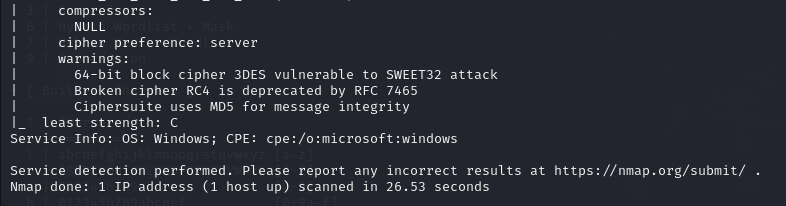 |     compressors:
|       NULL
|     cipher preference: server
|     warnings:
|       64-bit block cipher 3DES vulnerable to SWEET32 attack
|       Broken cipher RC4 is deprecated by RFC 7465
|       Ciphersuite uses MD5 for message integrity
|_  least strength: C
Service Info: OS: Windows; CPE: cpe:/o:microsoft:windows
Service detection performed. Please report any incorrect results at https://nmap.org/submit/ .
Nmap done: 1 IP address (1 host up) scanned in 26.53 seconds